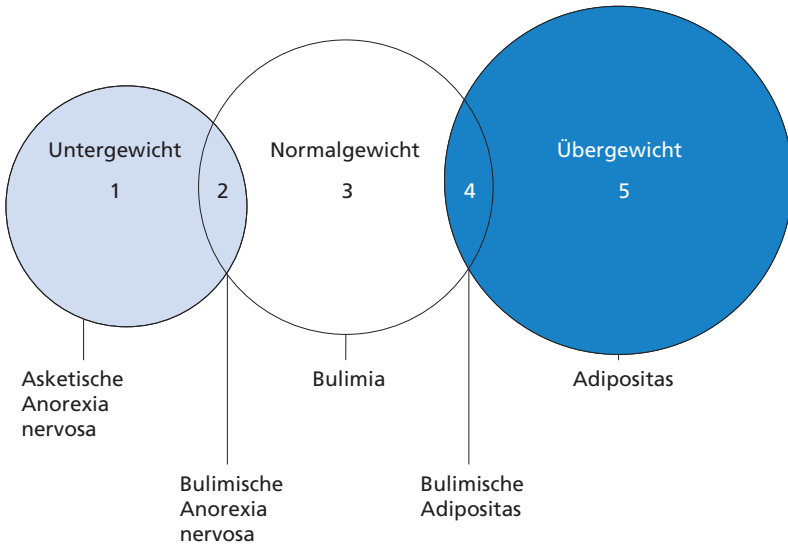 Untergewicht
Normalgewicht
Übergewicht
1
2
3
4
5
Asketische
Anorexia
nervosa
Bulimia
Adipositas
Bulimische
Anorexia
nervosa
Bulimische
Adipositas